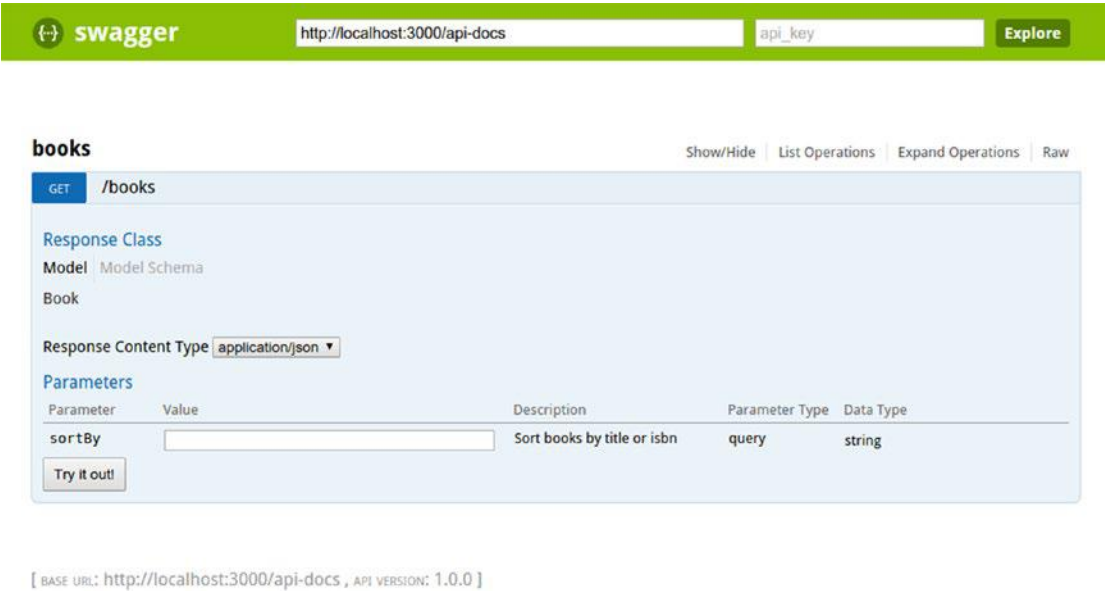 swagger http://localhost:3000/api-docs api_key Explore
books Show/Hide List Operations Expand Operations Raw
GET /books
Response Class
Model Model Schema
Book
Response Content Type application/json
Parameters
Parameter Value Description Parameter Type Data Type
sortBy Sort books by title or isbn query string
Try it out!
[ BASE URL: http://localhost:3000/api-docs , API VERSION: 1.0.0 ]